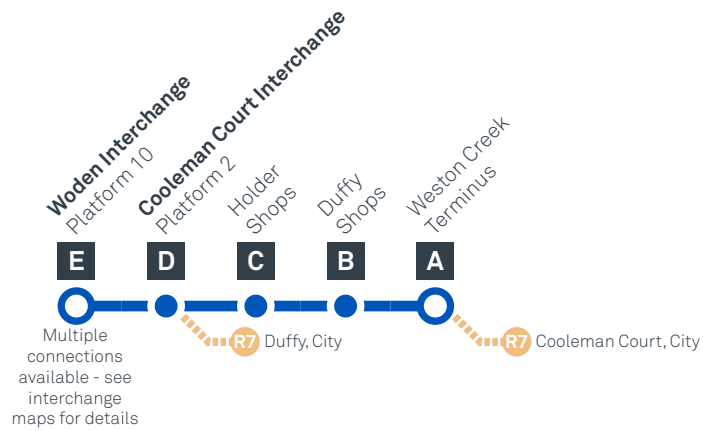 Woden Interchange
Platform 10
Cooleman Court Interchange
Platform 2
Holder
Shops
Duffy
Shops
Weston Creek
Terminus
E
D
C
B
A
Multiple
connections
available - see
interchange
maps for details
R7 Duffy, City
R7 Cooleman Court, City